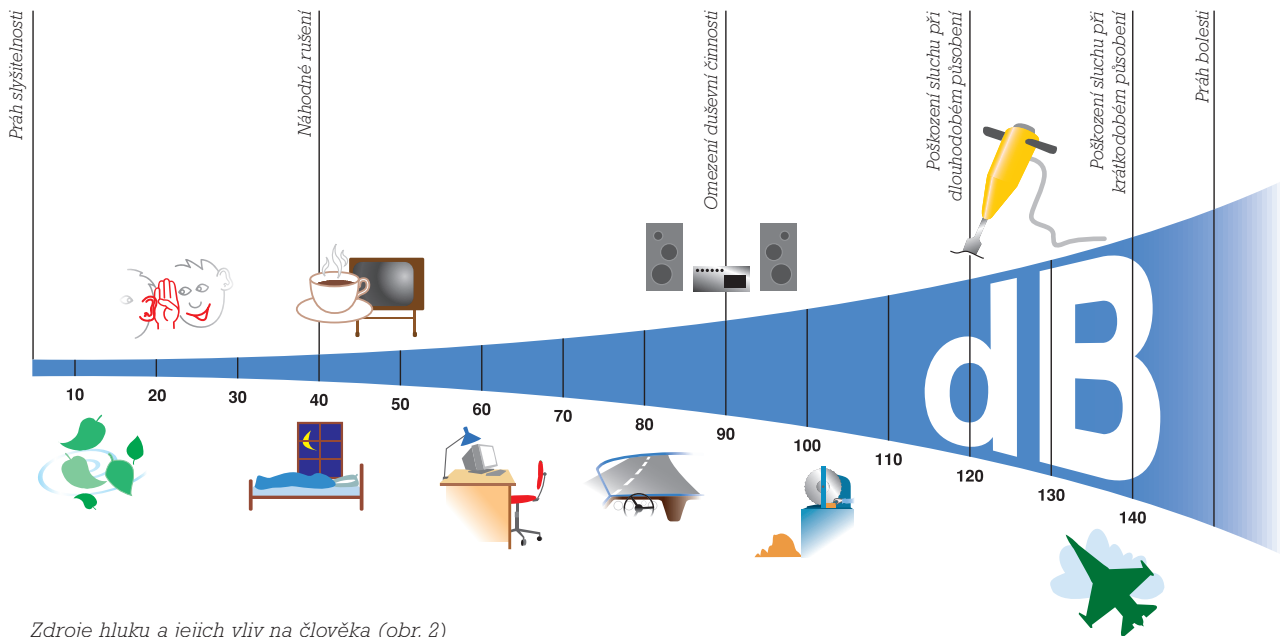 Práh slyšitelnosti
Náhodné rušení
Omezení duševní činnosti
Poškození sluchu při
dlouhodobém působení
Poškození sluchu při
krátkodobém působení
Práh bolesti
dB
10
20
30
40
50
60
70
80
90
100
110
120
130
140
Zdroje hluku a jejich vliv na člověka (obr. 2)